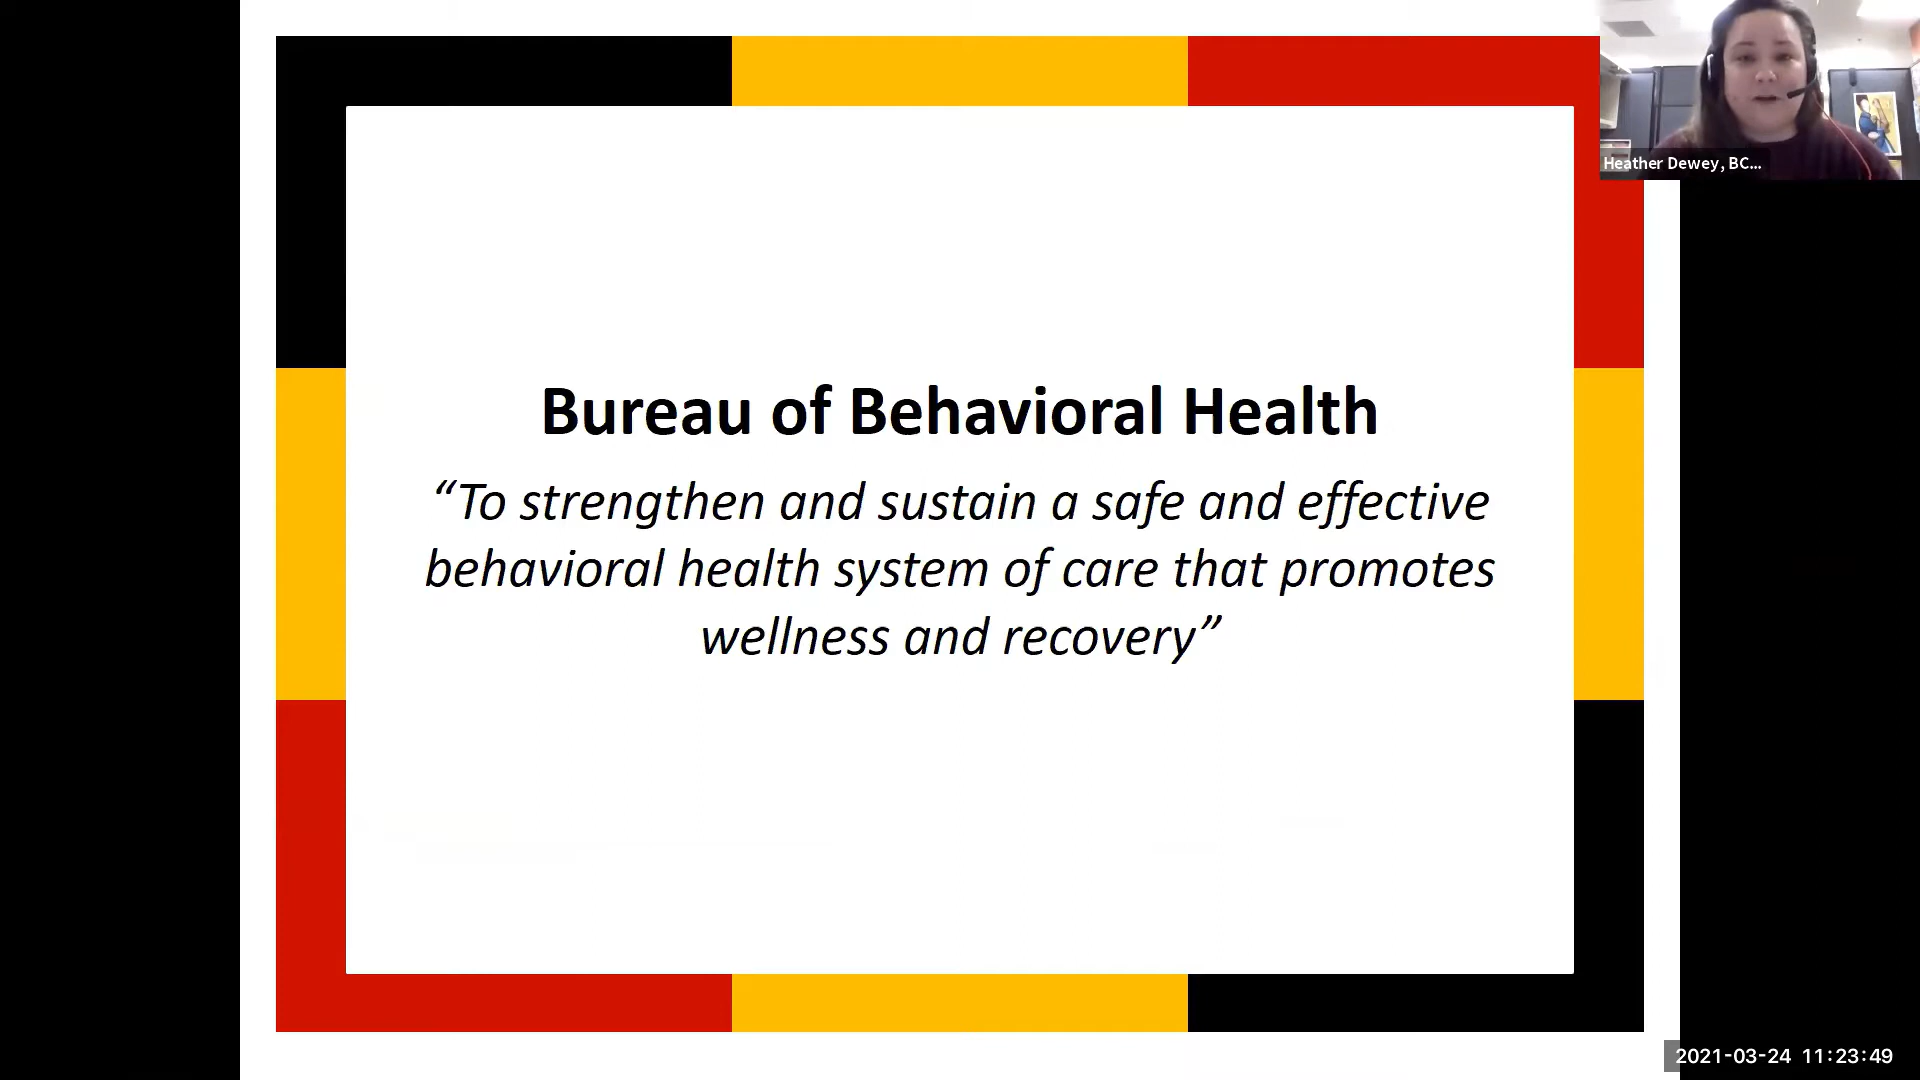 Heather Dewey, BC...
Bureau of Behavioral Health
“To strengthen and sustain a safe and effective
behavioral health system of care that promotes
wellness and recovery”
2021-03-24 11:23:49